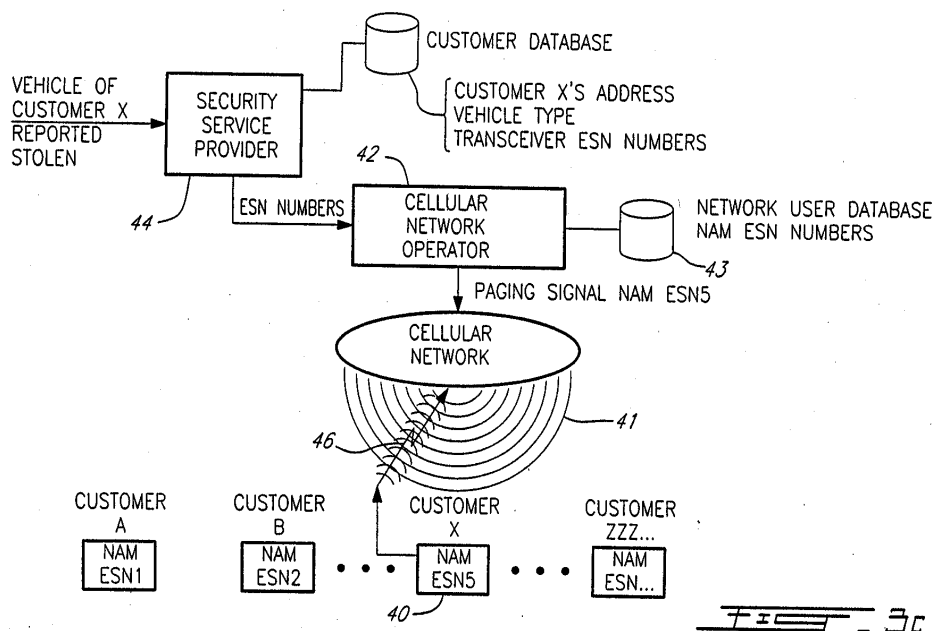 CUSTOMER DATABASE
VEHICLE OF
CUSTOMER X
REPORTED
STOLEN
SECURITY
SERVICE
PROVIDER
CUSTOMER X'S ADDRESS
VEHICLE TYPE
TRANSCEIVER ESN NUMBERS
44
ESN NUMBERS
42
CELLULAR
NETWORK
OPERATOR
NETWORK USER DATABASE
NAM ESN NUMBERS
43
PAGING SIGNAL NAM ESN5
CELLULAR
NETWORK
41
46
CUSTOMER
A
NAM
ESN1
CUSTOMER
B
NAM
ESN2
CUSTOMER
X
NAM
ESN5
40
CUSTOMER
ZZZ...
NAM
ESN...
FIG. 3C